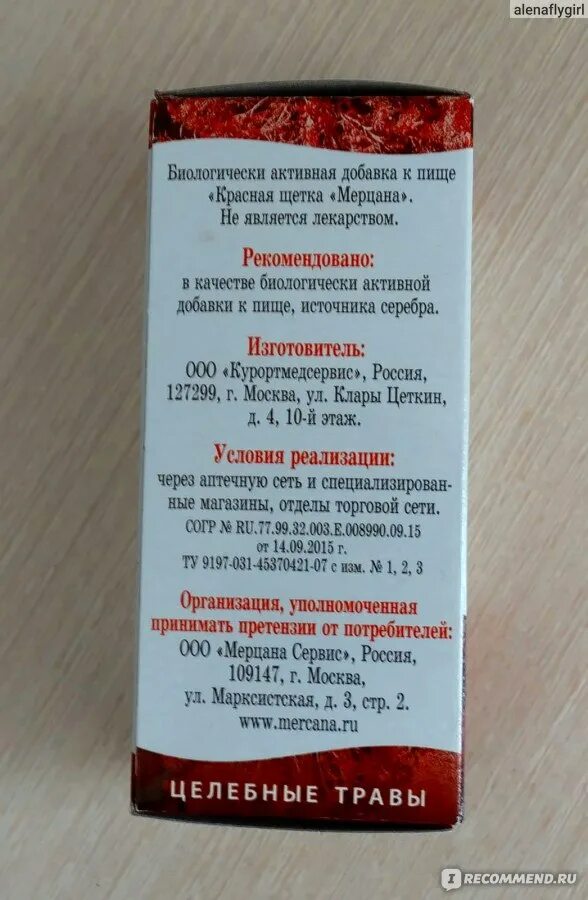 alenaflygirl
Биологически активная добавка к пище
«Красная щетка «Мерцана».
Не является лекарством.
Рекомендовано:
в качестве биологически активной
добавки к пище, источника серебра.
Изготовитель:
ООО «Курортмедсервис», Россия,
127299, г. Москва, ул. Клары Цеткин,
д. 4, 10-й этаж.
Условия реализации:
через аптечную сеть и специализирован-
ные магазины, отделы торговой сети.
СОГР № RU.77.99.32.003.Е.008990.09.15
от 14.09.2015 г.
ТУ 9197-031-45370421-07 с изм. № 1, 2, 3
Организация, уполномоченная
принимать претензии от потребителей:
ООО «Мерцана Сервис», Россия,
109147, г. Москва,
ул. Марксистская, д. 3, стр. 2.
www.mercana.ru
ЦЕЛЕБНЫЕ ТРАВЫ
IRECOMMEND.RU